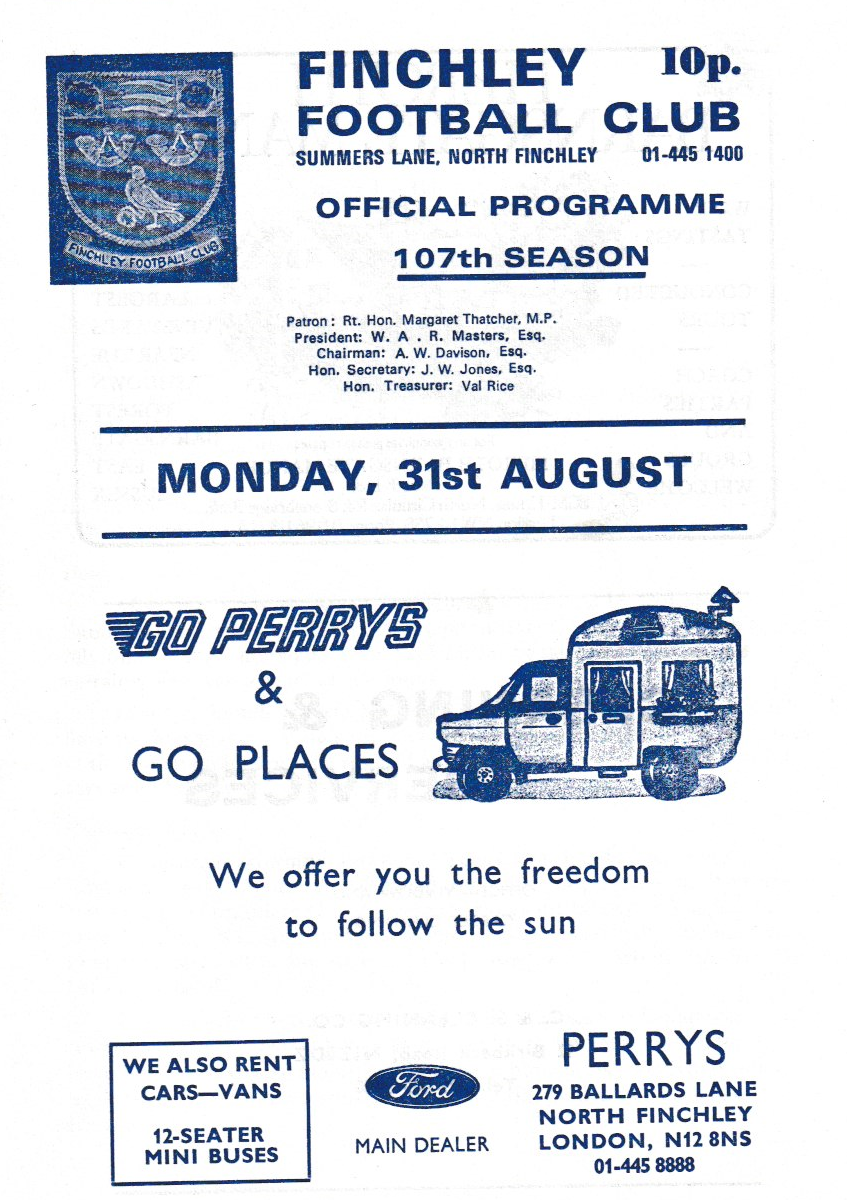 FINCHLEY 10p.
FOOTBALL CLUB
SUMMERS LANE, NORTH FINCHLEY 01-445 1400
OFFICIAL PROGRAMME
107th SEASON
FINCHLEY FOOTBALL CLUB
Patron : Rt. Hon. Margaret Thatcher, M.P.
President: W. A . R. Masters, Esq.
Chairman: A. W. Davison, Esq.
Hon. Secretary: J. W. Jones, Esq.
Hon. Treasurer: Val Rice
MONDAY, 31st AUGUST
GO PERRYS
&
GO PLACES
We offer you the freedom
to follow the sun
WE ALSO RENT
CARS—VANS
12-SEATER
MINI BUSES
Ford
MAIN DEALER
PERRYS
279 BALLARDS LANE
NORTH FINCHLEY
LONDON, N12 8NS
01-445 8888